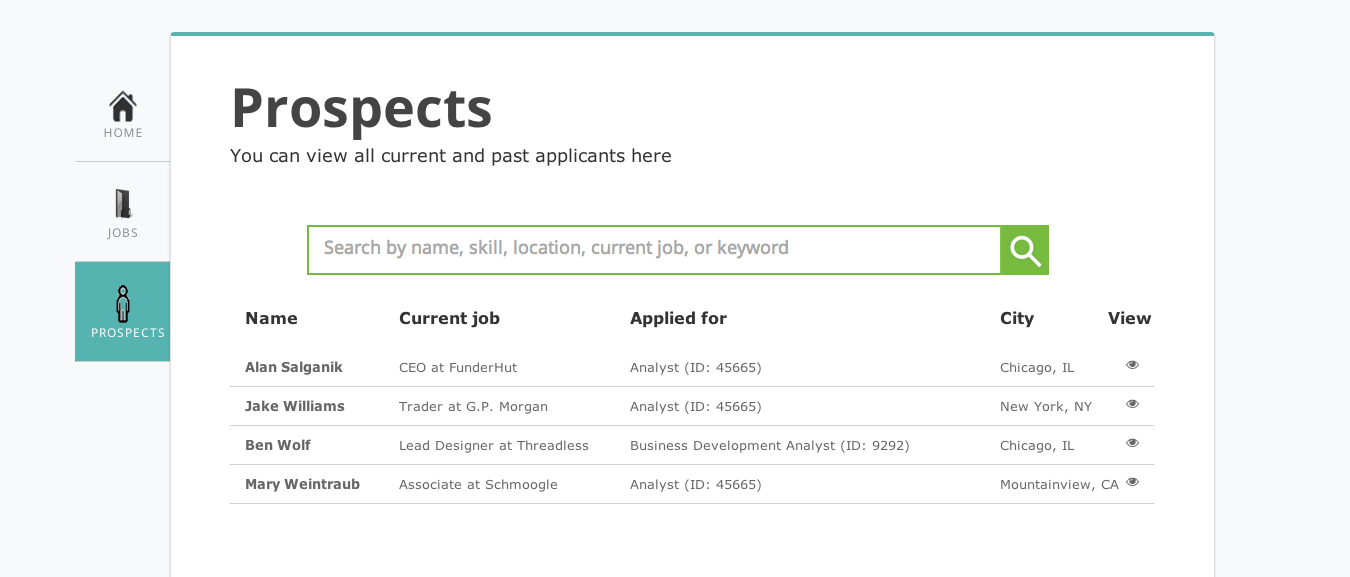 Prospects
You can view all current and past applicants here
HOME
JOBS
PROSPECTS
Search by name, skill, location, current job, or keyword
Name Current job Applied for City View
Alan Salganik CEO at FunderHut Analyst (ID: 45665) Chicago, IL
Jake Williams Trader at G.P. Morgan Analyst (ID: 45665) New York, NY
Ben Wolf Lead Designer at Threadless Business Development Analyst (ID: 9292) Chicago, IL
Mary Weintraub Associate at Schmoogle Analyst (ID: 45665) Mountainview, CA